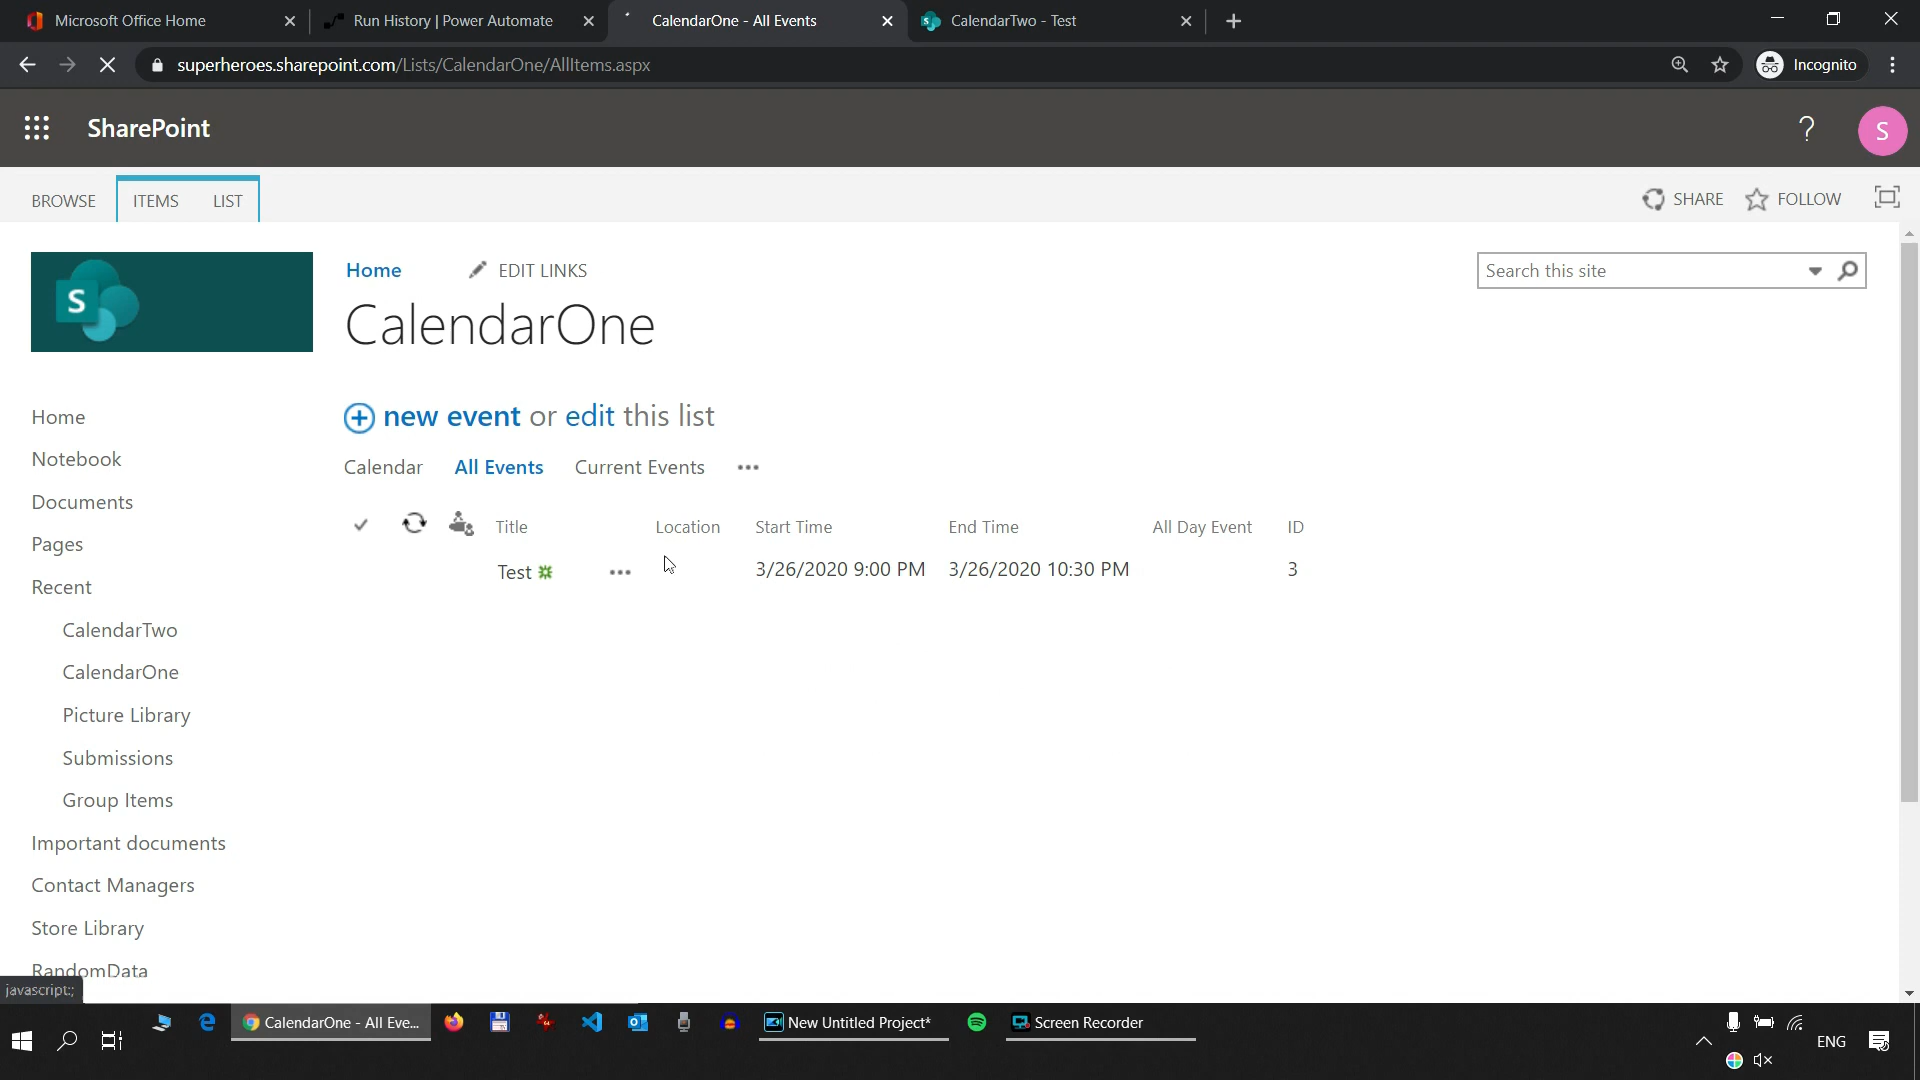 Microsoft Office Home
Run History | Power Automate
CalendarOne - All Events
CalendarTwo - Test
superheroes.sharepoint.com/Lists/CalendarOne/AllItems.aspx
Incognito
SharePoint
?
S
BROWSE
ITEMS
LIST
SHARE
FOLLOW
S
Home
EDIT LINKS
Search this site
CalendarOne
new event or edit this list
Calendar
All Events
Current Events
•••
Title
Location
Start Time
End Time
All Day Event
ID
Test
•••
3/26/2020 9:00 PM
3/26/2020 10:30 PM
3
Home
Notebook
Documents
Pages
Recent
CalendarTwo
CalendarOne
Picture Library
Submissions
Group Items
Important documents
Contact Managers
Store Library
RandomData
javascript:;
CalendarOne - All Eve...
New Untitled Project*
Screen Recorder
ENG